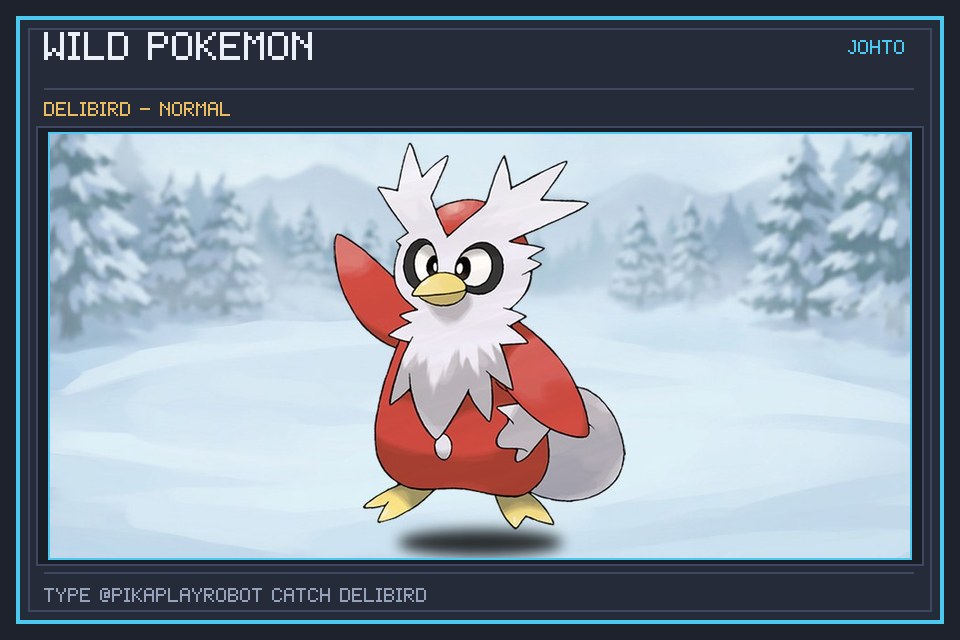 WILD POKEMON
JOHTO
DELIBIRD - NORMAL
TYPE @PIKAPLAYROBOT CATCH DELIBIRD